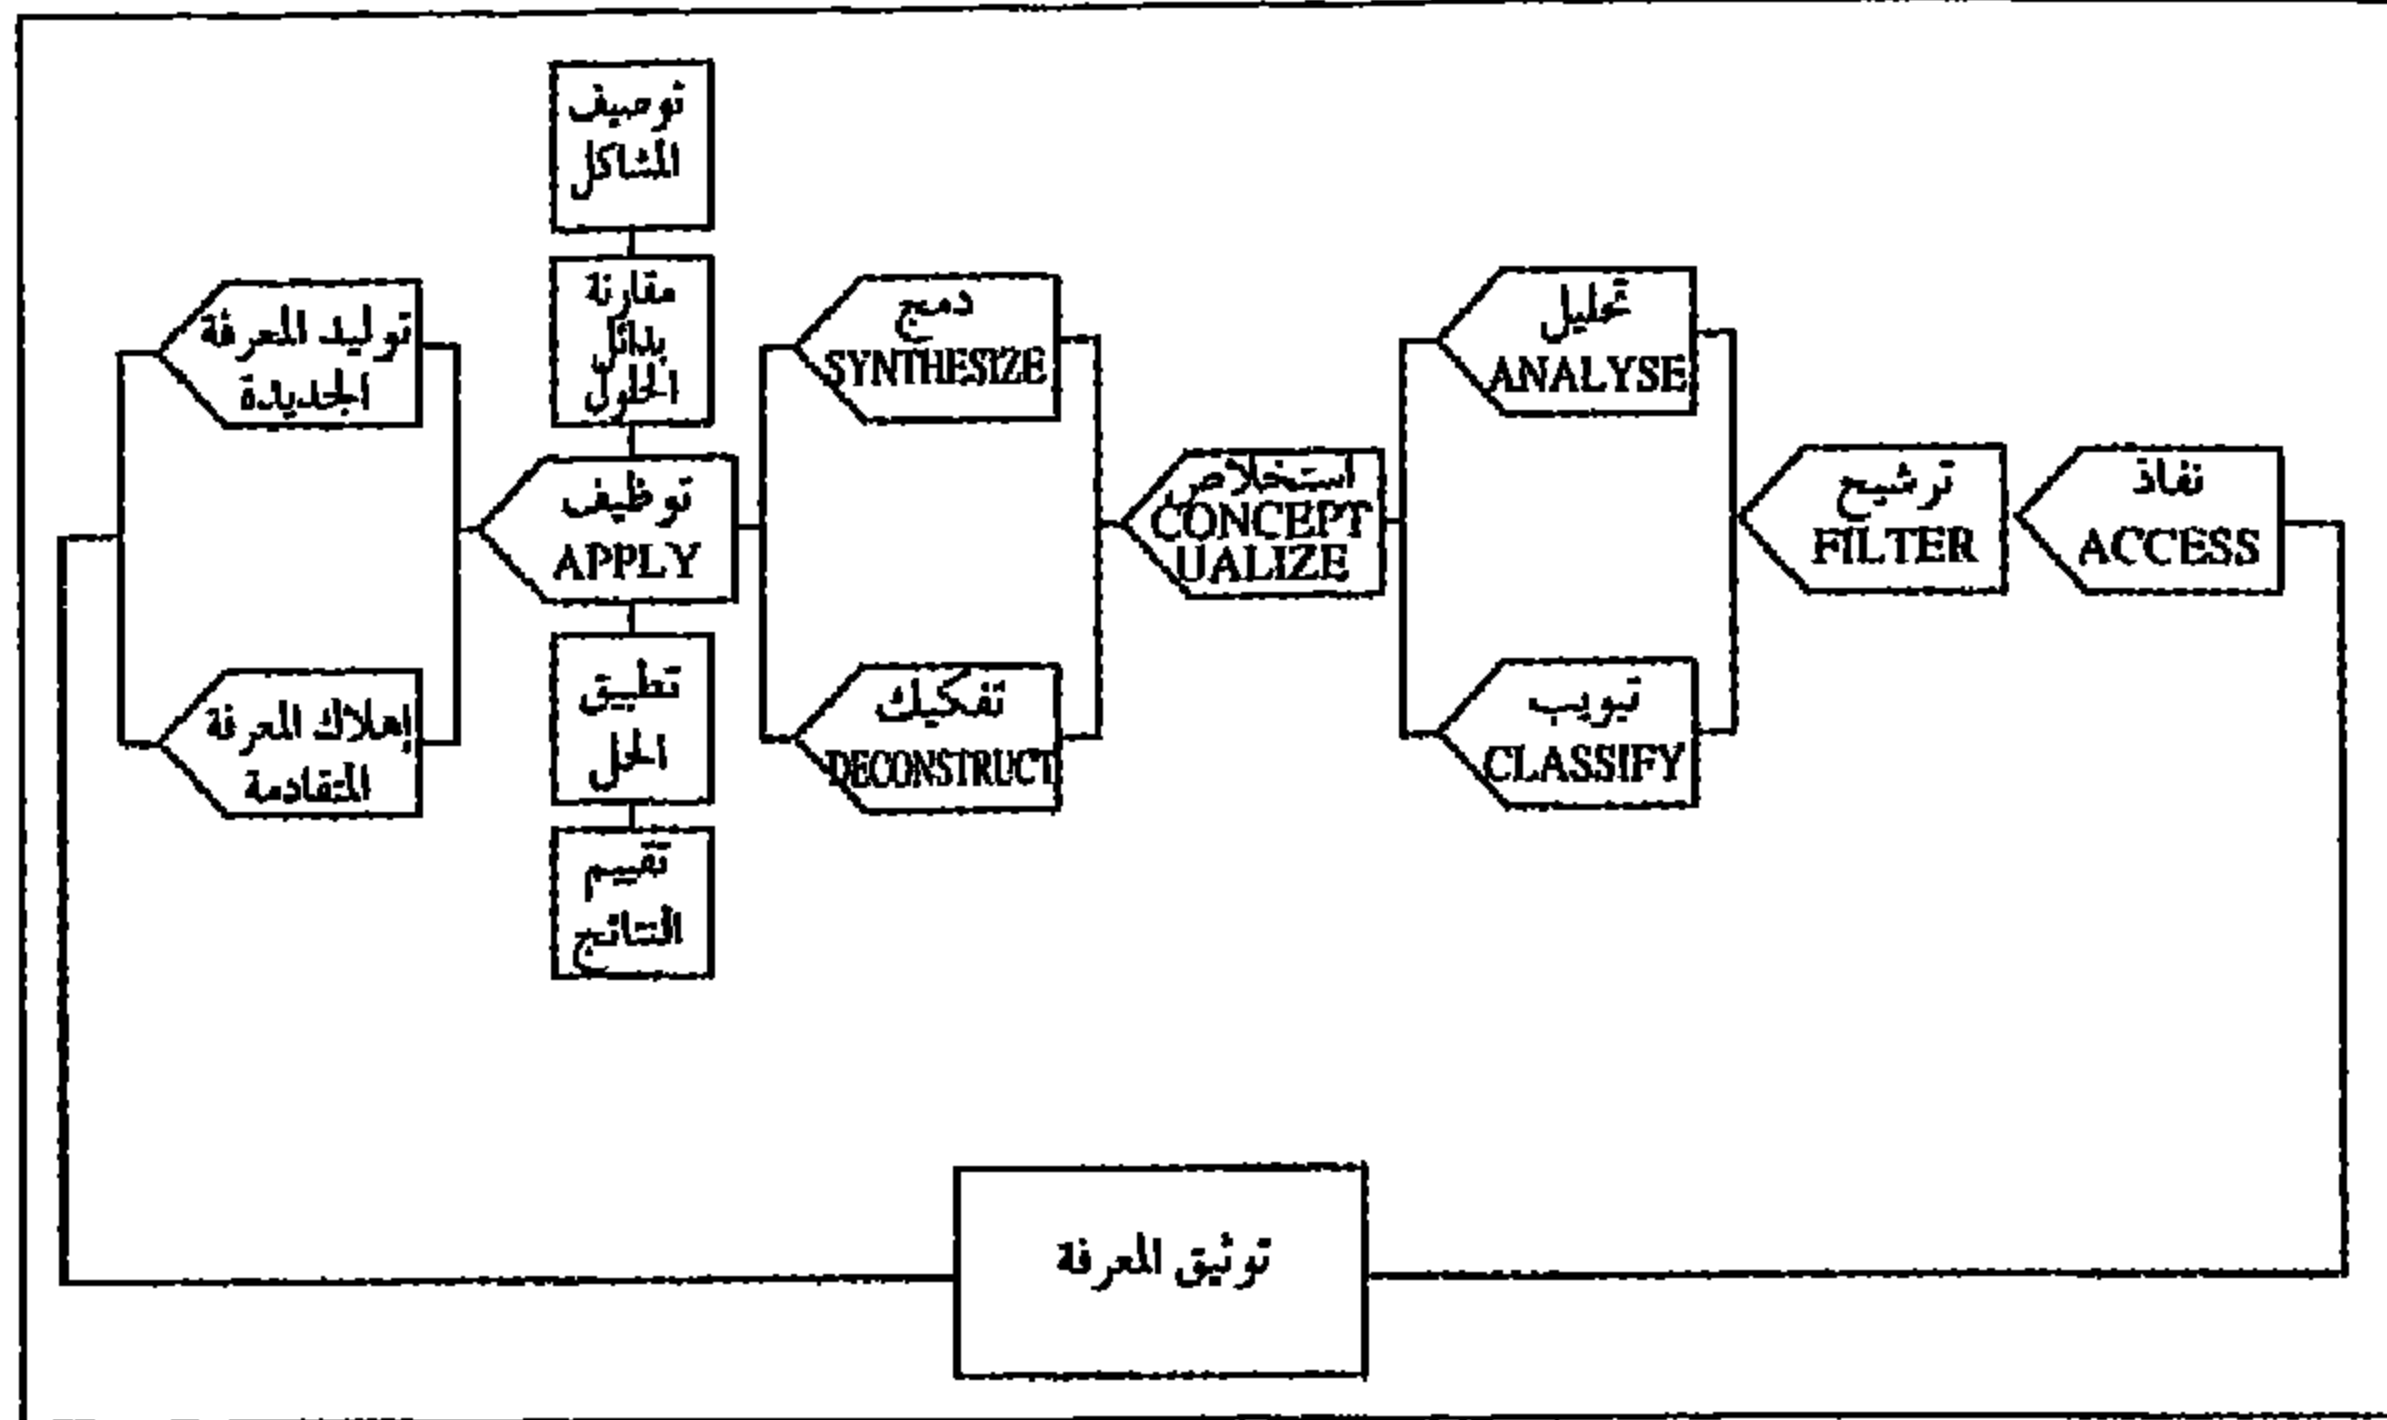 نفاذ
ACCESS
ترشيح
FILTER
تحليل
ANALYSE
تبويب
CLASSIFY
استخلاص
CONCEPT
UALIZE
دمج
SYNTHESIZE
تفكيك
DECONSTRUCT
توصيف
المشاكل
مقارنة
بدائل
الحلول
توظيف
APPLY
تطبيق
الحل
تقييم
النتائج
توليد المعرفة
الجديدة
إهلاك المعرفة
المتقادمة
توثيق المعرفة